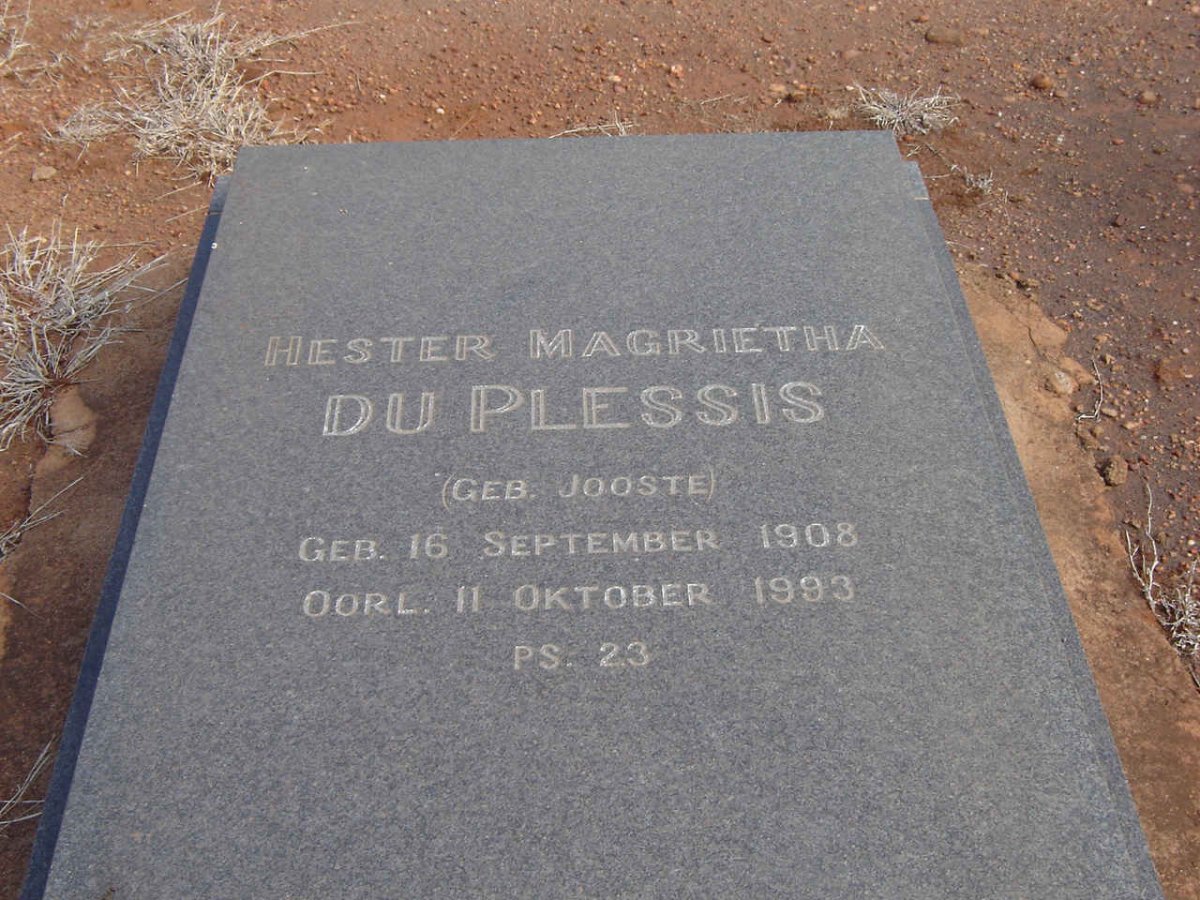 HESTER MAGRIETHA
DU PLESSIS
(GEB. JOOSTE)
GEB. 16 SEPTEMBER 1908
OORL. 11 OKTOBER 1993
PS. 23